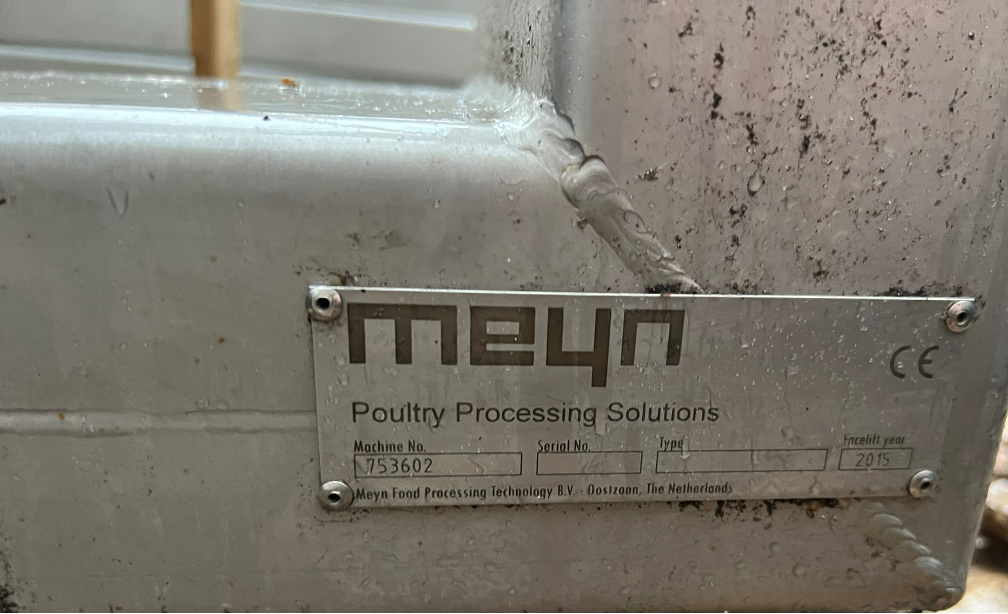 meyn
CE
Poultry Processing Solutions
Machine No. Serial No. Type Facelift year
753602 2015
Meyn Food Processing Technology B.V. - Oostzaan, The Netherlands